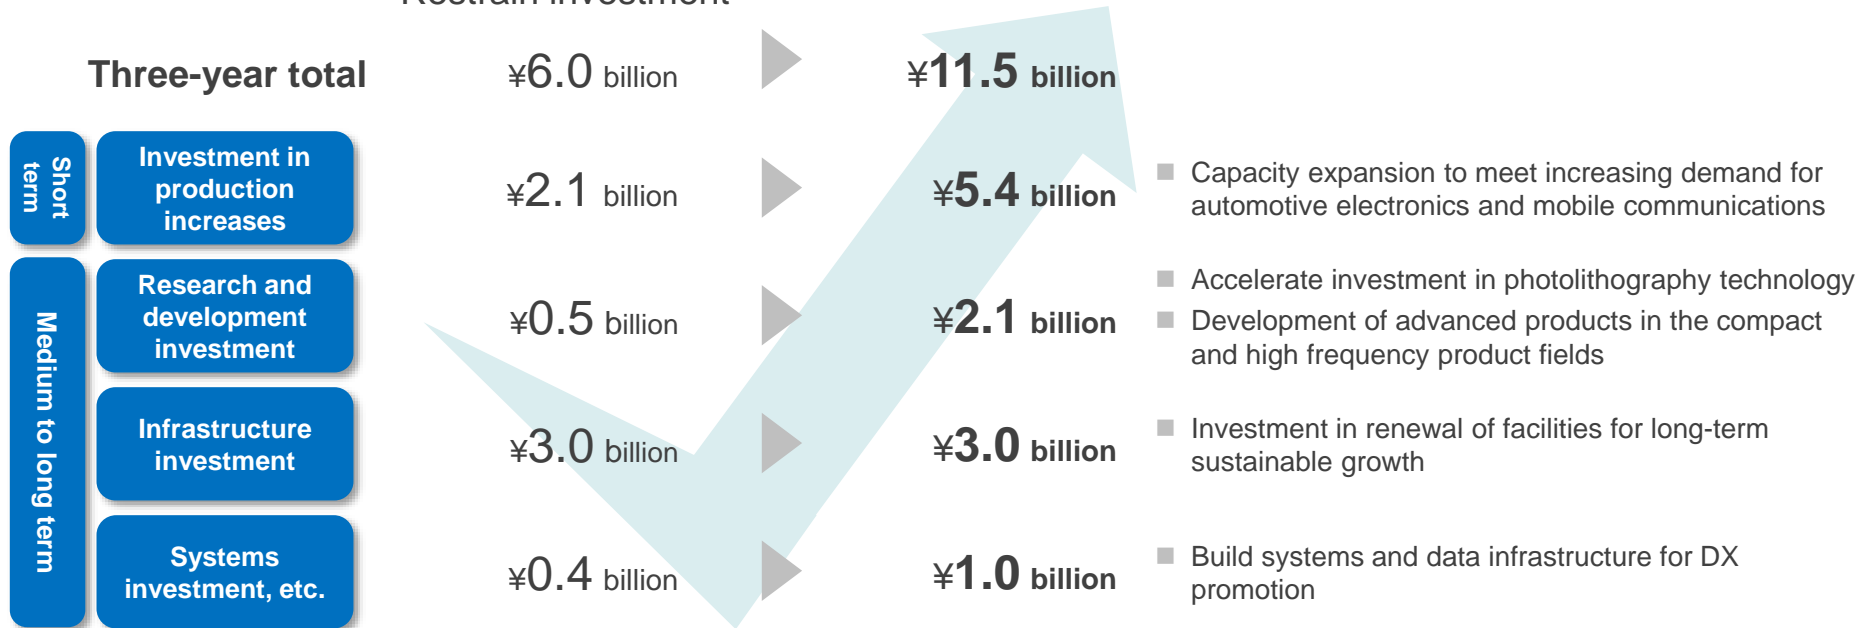 Restrain investment
Three-year total ¥6.0 billion ¥11.5 billion
Short
term
Investment in
production
increases
¥2.1 billion ¥5.4 billion
■ Capacity expansion to meet increasing demand for
automotive electronics and mobile communications
Medium to long term
Research and
development
investment
¥0.5 billion ¥2.1 billion
■ Accelerate investment in photolithography technology
■ Development of advanced products in the compact
and high frequency product fields
Infrastructure
investment
¥3.0 billion ¥3.0 billion
■ Investment in renewal of facilities for long-term
sustainable growth
Systems
investment, etc.
¥0.4 billion ¥1.0 billion
■ Build systems and data infrastructure for DX
promotion